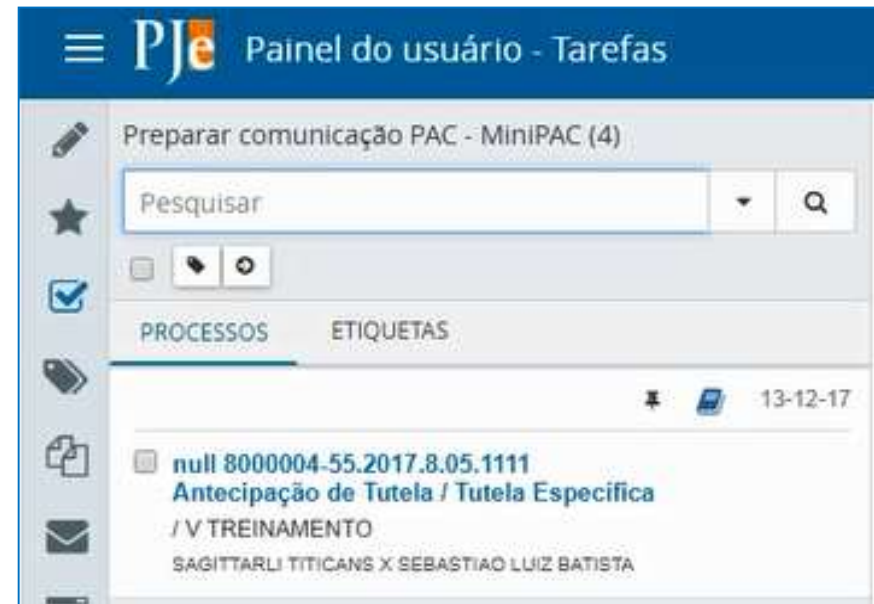 PJe Painel do usuário - Tarefas
Preparar comunicação PAC - MiniPAC (4)
Pesquisar
PROCESSOS ETIQUETAS
13-12-17
null 8000004-55.2017.8.05.1111
Antecipação de Tutela / Tutela Específica
/ V TREINAMENTO
SAGITTARLI TITICANS X SEBASTIAO LUIZ BATISTA